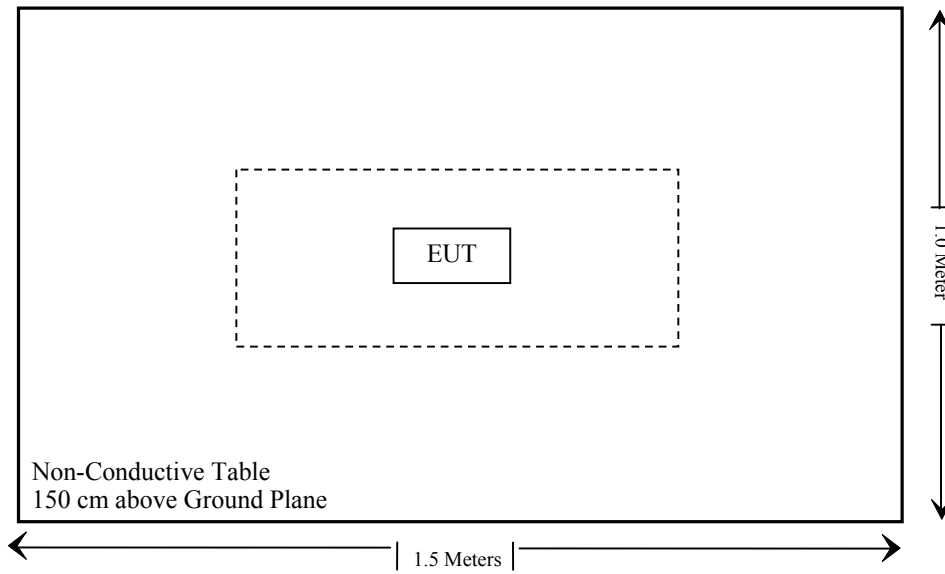 EUT
1.0 Meter
Non-Conductive Table
150 cm above Ground Plane
1.5 Meters